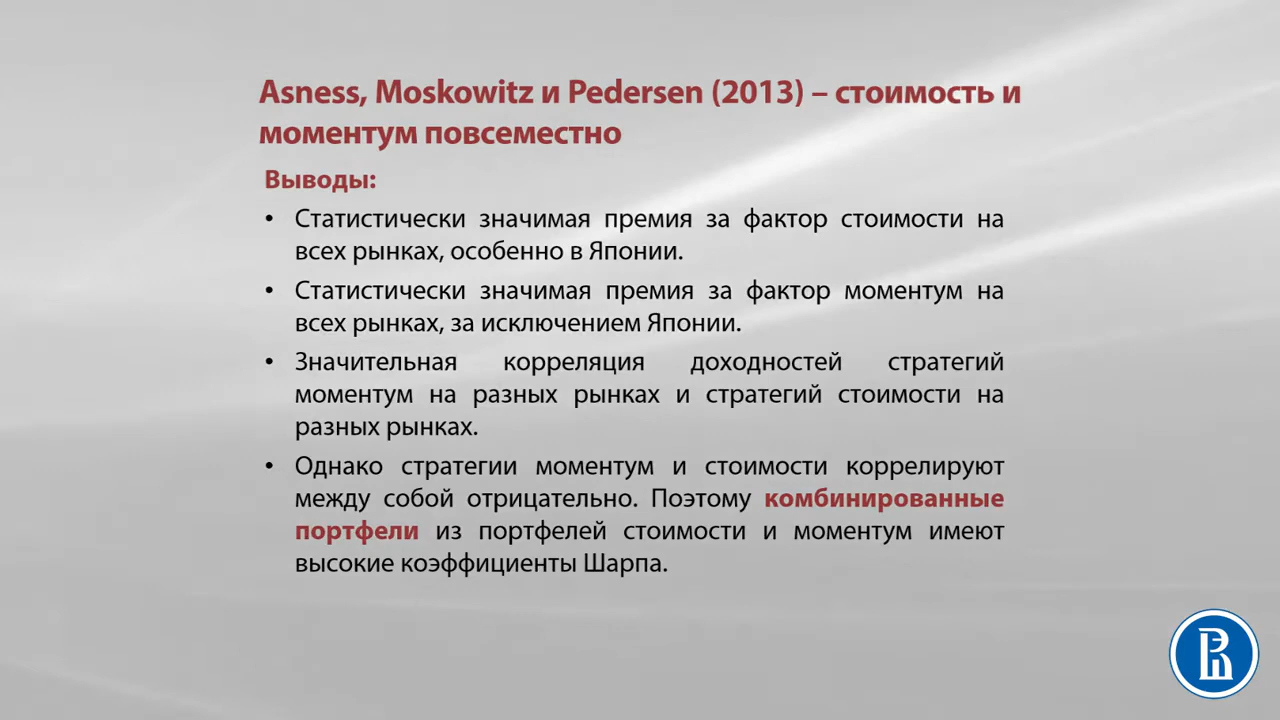 Asness, Moskowitz и Pedersen (2013) – стоимость и
моментум повсеместно
Выводы:
• Статистически значимая премия за фактор стоимости на
всех рынках, особенно в Японии.
• Статистически значимая премия за фактор моментум на
всех рынках, за исключением Японии.
• Значительная корреляция доходностей стратегий
моментум на разных рынках и стратегий стоимости на
разных рынках.
• Однако стратегии моментум и стоимости коррелируют
между собой отрицательно. Поэтому комбинированные
портфели из портфелей стоимости и моментум имеют
высокие коэффициенты Шарпа.